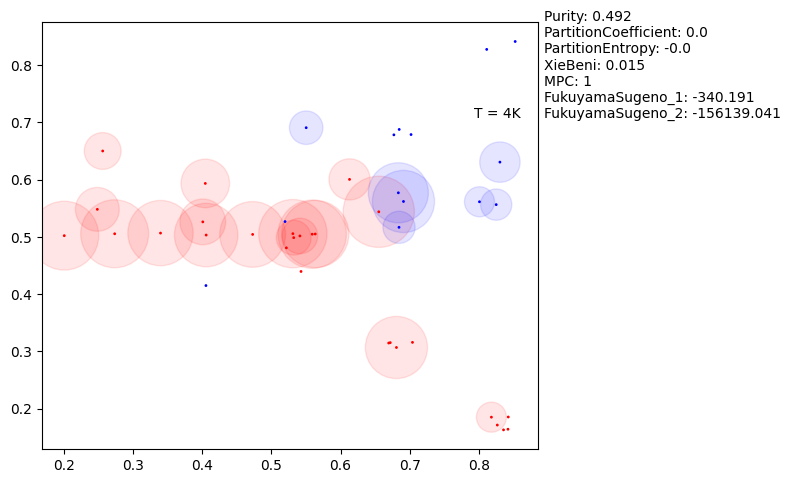 Purity: 0.492
PartitionCoefficient: 0.0
PartitionEntropy: -0.0
XieBeni: 0.015
MPC: 1
FukuyamaSugeno_1: -340.191
FukuyamaSugeno_2: -156139.041
T = 4K
0.8
0.7
0.6
0.5
0.4
0.3
0.2
0.2 0.3 0.4 0.5 0.6 0.7 0.8